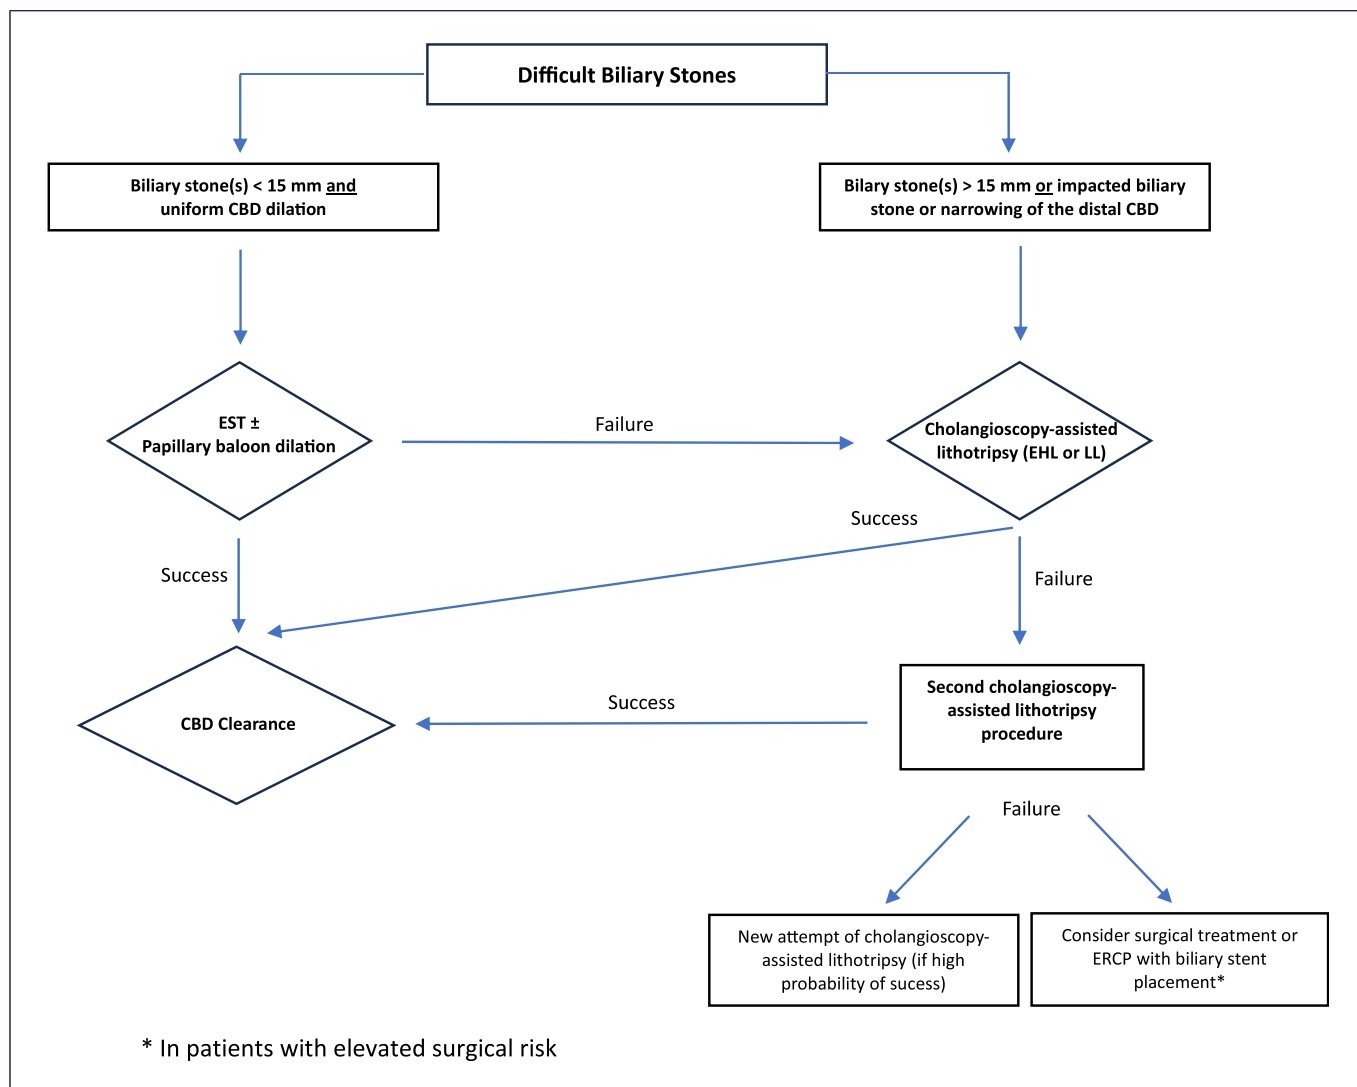 Difficult Biliary Stones
Biliary stone(s) < 15 mm and
uniform CBD dilation
Bilary stone(s) > 15 mm or impacted biliary
stone or narrowing of the distal CBD
EST ±
Papillary baloon dilation
Failure
Cholangioscopy-assisted
lithotripsy (EHL or LL)
Success
Success
Failure
CBD Clearance
Success
Second cholangioscopy-
assisted lithotripsy
procedure
Failure
New attempt of cholangioscopy-
assisted lithotripsy (if high
probability of sucess)
Consider surgical treatment or
ERCP with biliary stent
placement*
* In patients with elevated surgical risk